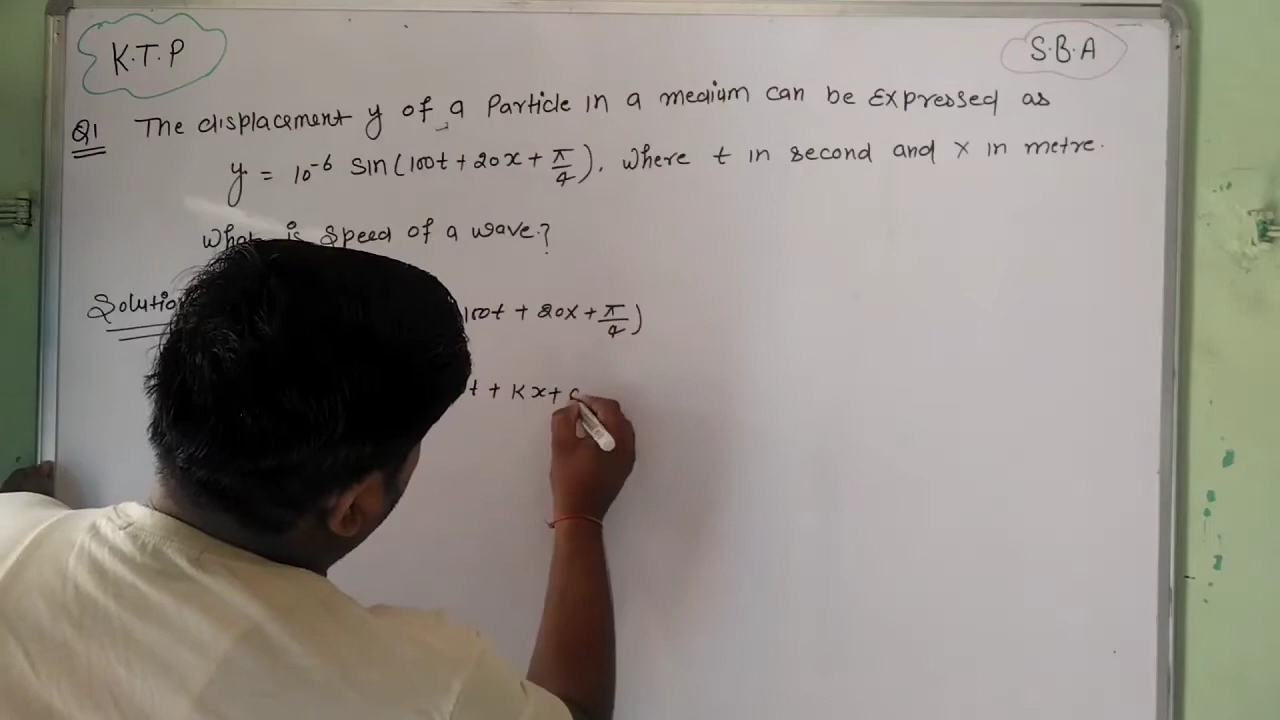 K.T.P
S.B.A
Q1 The displacement y of a Particle in a medium can be Expressed as
y = 10⁻⁶ sin(100t + 20x + π/4), where t in second and x in metre.
What is speed of a wave?
Solution 100t + 20x + π/4)
t + Kx +